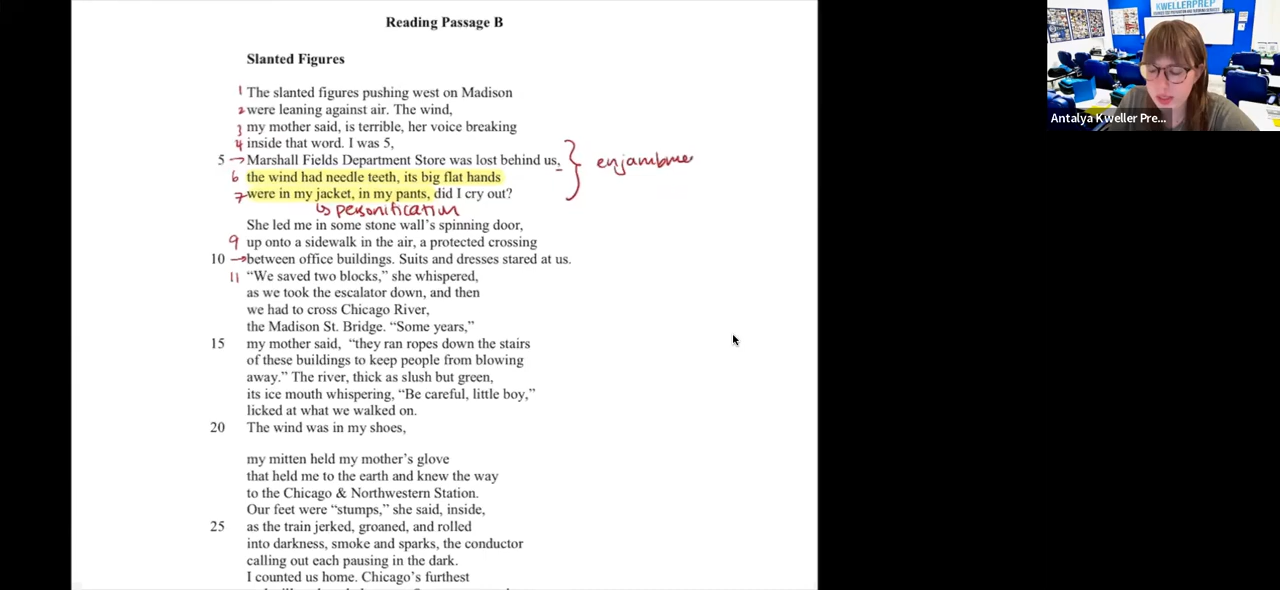 Reading Passage B
Slanted Figures
1 The slanted figures pushing west on Madison
2 were leaning against air. The wind,
3 my mother said, is terrible, her voice breaking
4 inside that word. I was 5,
5 → Marshall Fields Department Store was lost behind us, } enjambme
6 the wind had needle teeth, its big flat hands
7 were in my jacket, in my pants, did I cry out?
↳ personification
She led me in some stone wall's spinning door,
9 up onto a sidewalk in the air, a protected crossing
10 → between office buildings. Suits and dresses stared at us.
11 “We saved two blocks,” she whispered,
as we took the escalator down, and then
we had to cross Chicago River,
the Madison St. Bridge. “Some years,”
15 my mother said, “they ran ropes down the stairs
of these buildings to keep people from blowing
away.” The river, thick as slush but green,
its ice mouth whispering, “Be careful, little boy,”
licked at what we walked on.
20 The wind was in my shoes,
my mitten held my mother's glove
that held me to the earth and knew the way
to the Chicago & Northwestern Station.
Our feet were “stumps,” she said, inside,
25 as the train jerked, groaned, and rolled
into darkness, smoke and sparks, the conductor
calling out each pausing in the dark.
I counted us home. Chicago's furthest
KWELLERPREP
Antalya Kweller Pre...